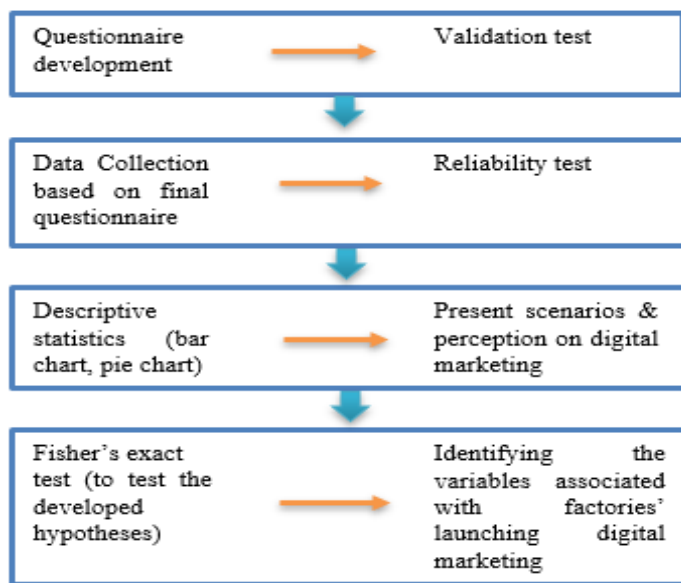 Questionnaire
development
Validation test
Data Collection
based on final
questionnaire
Reliability test
Descriptive
statistics (bar
chart, pie chart)
Present scenarios &
perception on digital
marketing
Fisher’s exact
test (to test the
developed
hypotheses)
Identifying the
variables associated
with factories’
launching digital
marketing